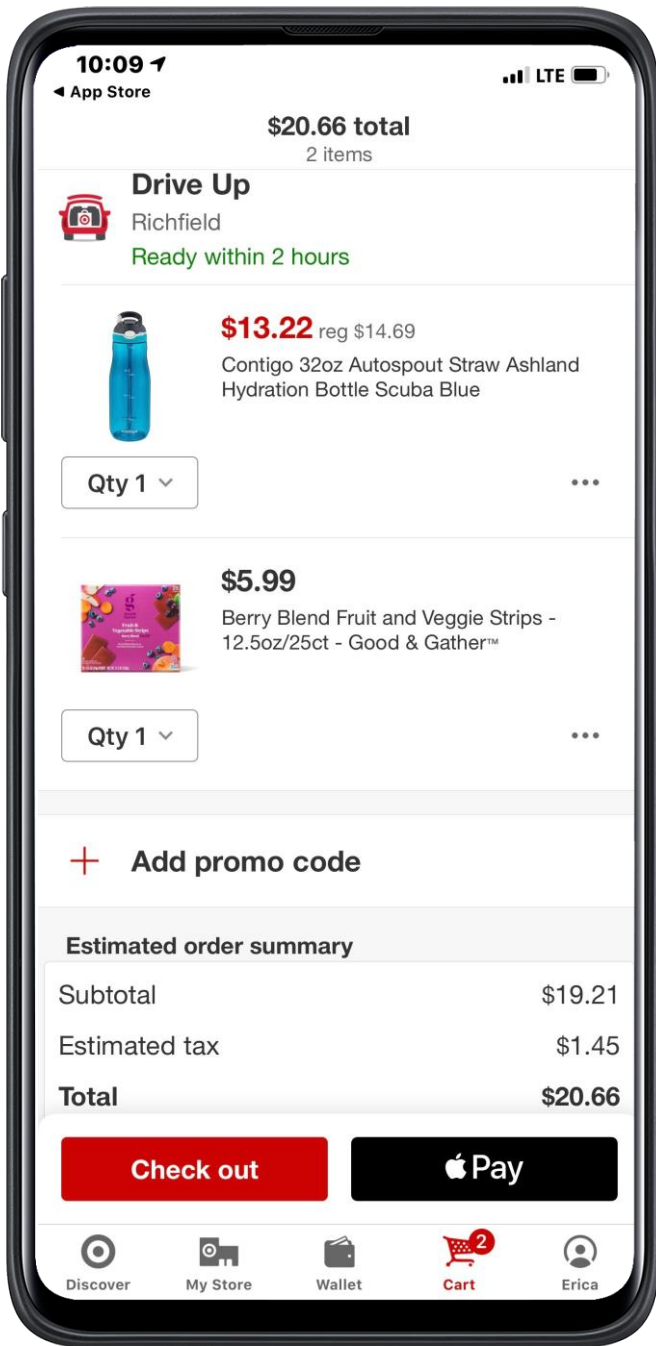 10:09
◀ App Store
LTE
$20.66 total
2 items
Drive Up
Richfield
Ready within 2 hours
$13.22 reg $14.69
Contigo 32oz Autospout Straw Ashland
Hydration Bottle Scuba Blue
Qty 1
$5.99
Berry Blend Fruit and Veggie Strips -
12.5oz/25ct - Good & Gather™
Fruit &
Vegetable Strips
Qty 1
Add promo code
Estimated order summary
Subtotal $19.21
Estimated tax $1.45
Total $20.66
Check out
Pay
2
Discover My Store Wallet Cart Erica